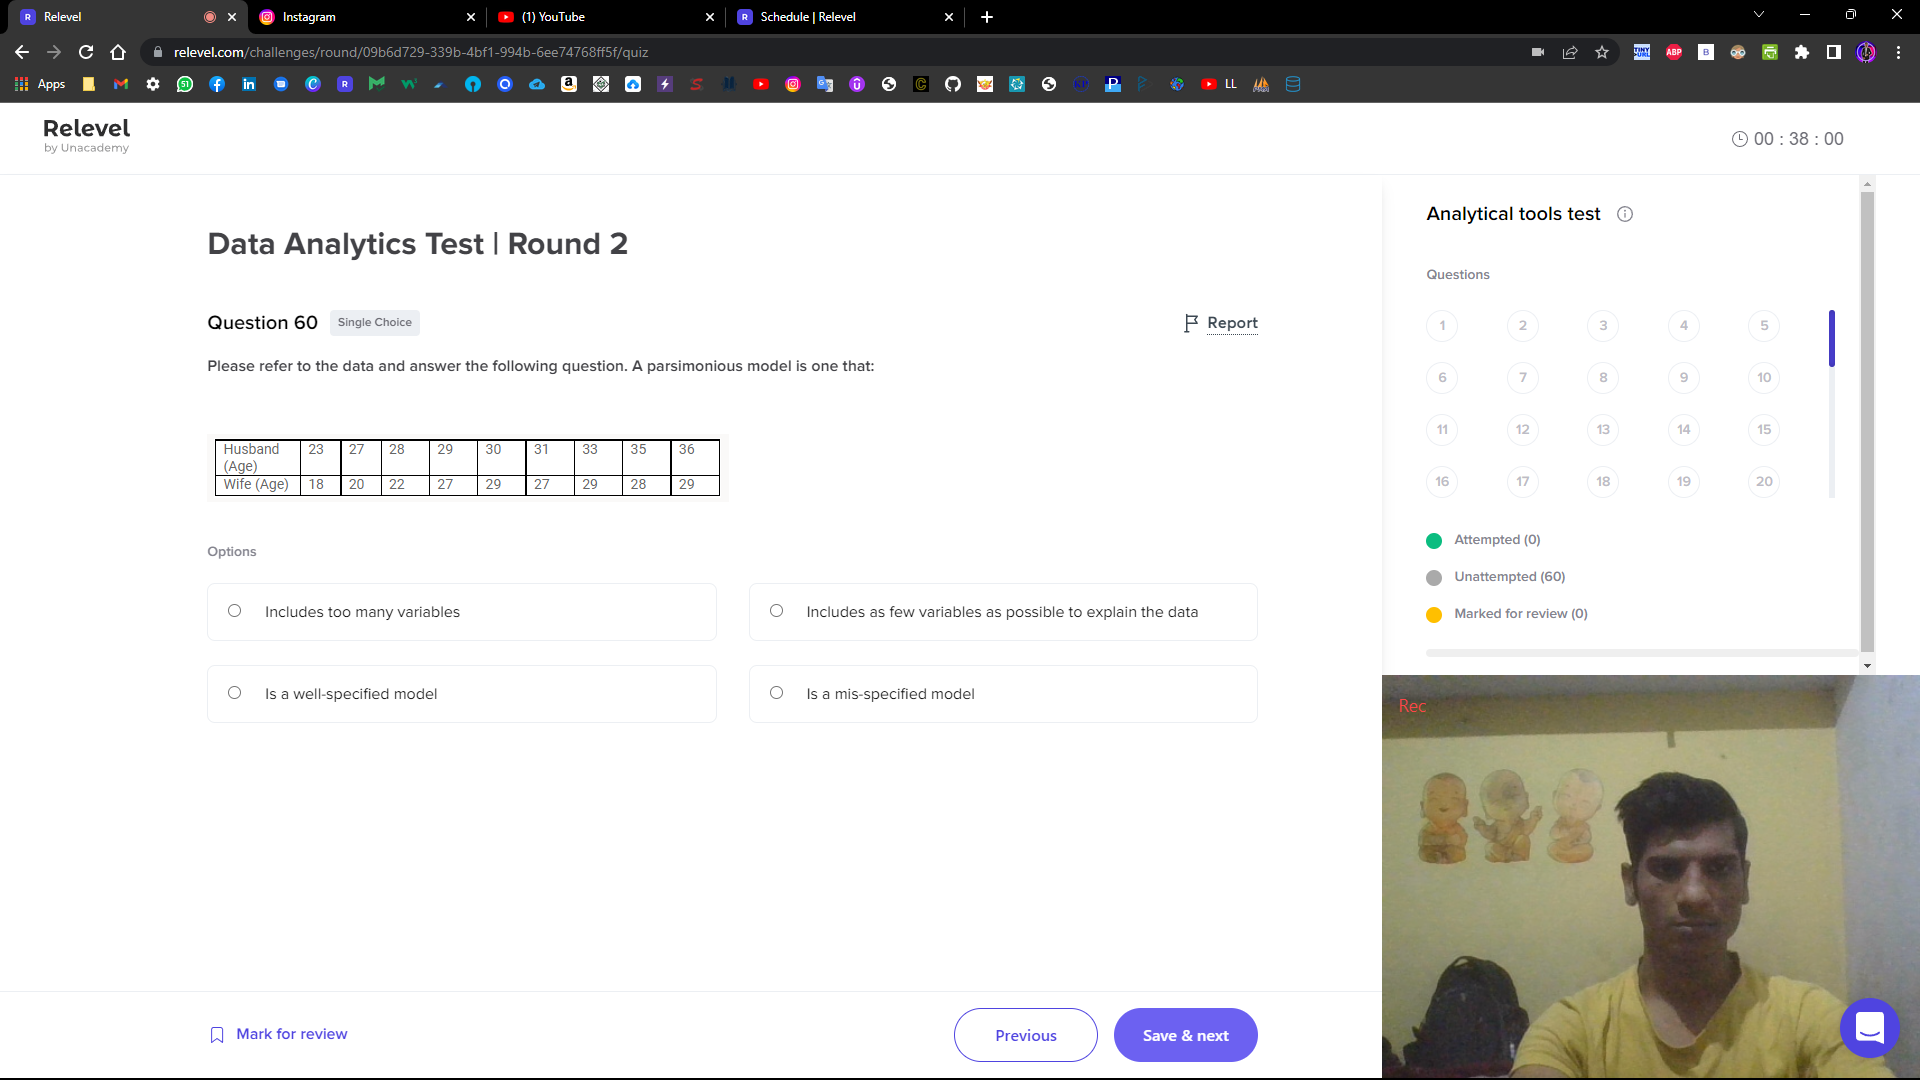 Relevel
Instagram
(1) YouTube
Schedule | Relevel
relevel.com/challenges/round/09b6d729-339b-4bf1-994b-6ee74768ff5f/quiz
Apps
LL
Relevel
by Unacademy
00 : 38 : 00
Data Analytics Test | Round 2
Question 60
Single Choice
Report
Please refer to the data and answer the following question. A parsimonious model is one that:
Husband (Age) 23 27 28 29 30 31 33 35 36
Wife (Age) 18 20 22 27 29 27 29 28 29
Options
Includes too many variables
Includes as few variables as possible to explain the data
Is a well-specified model
Is a mis-specified model
Mark for review
Previous
Save & next
Analytical tools test
Questions
1 2 3 4 5
6 7 8 9 10
11 12 13 14 15
16 17 18 19 20
Attempted (0)
Unattempted (60)
Marked for review (0)
Rec